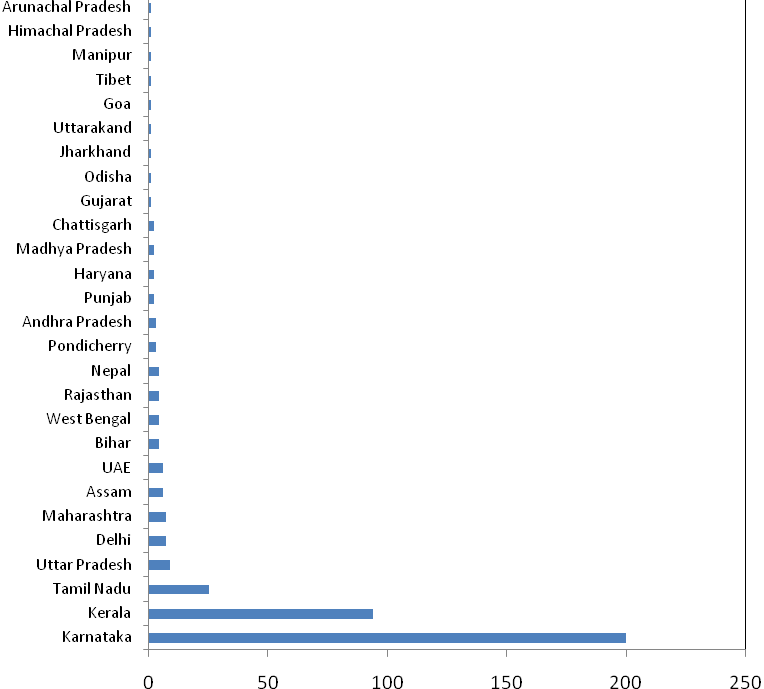 Arunachal Pradesh
Himachal Pradesh
Manipur
Tibet
Goa
Uttarakand
Jharkhand
Odisha
Gujarat
Chattisgarh
Madhya Pradesh
Haryana
Punjab
Andhra Pradesh
Pondicherry
Nepal
Rajasthan
West Bengal
Bihar
UAE
Assam
Maharashtra
Delhi
Uttar Pradesh
Tamil Nadu
Kerala
Karnataka
0 50 100 150 200 250